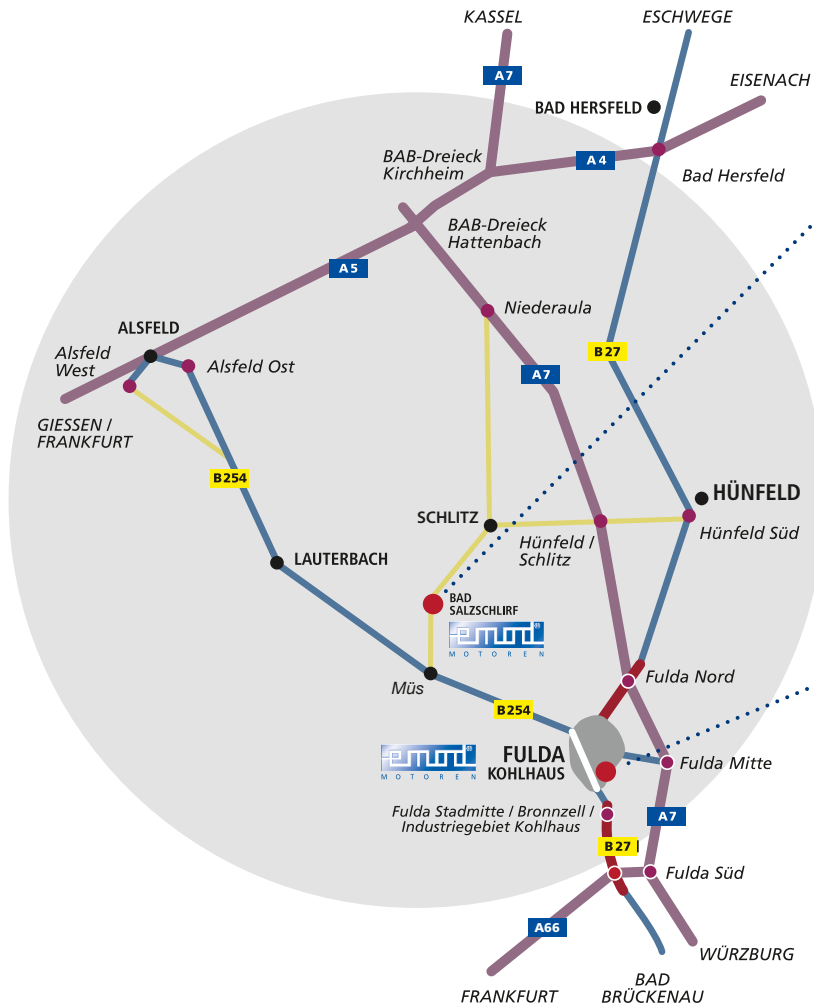 KASSEL
ESCHWEGE
A7
EISENACH
BAD HERSFELD
BAB-Dreieck
Kirchheim
A4
Bad Hersfeld
BAB-Dreieck
Hattenbach
A5
Niederaula
ALSFELD
Alsfeld
West
Alsfeld Ost
B27
A7
GIESSEN /
FRANKFURT
B254
HÜNFELD
SCHLITZ
Hünfeld /
Schlitz
Hünfeld Süd
LAUTERBACH
BAD
SALZSCHLIRF
emod
MOTOREN
Müs
Fulda Nord
B254
emod
MOTOREN
FULDA
KOHLHAUS
Fulda Mitte
Fulda Stadmitte / Bronnzell /
Industriegebiet Kohlhaus
A7
B27
Fulda Süd
A66
WÜRZBURG
FRANKFURT
BAD
BRÜCKENAU